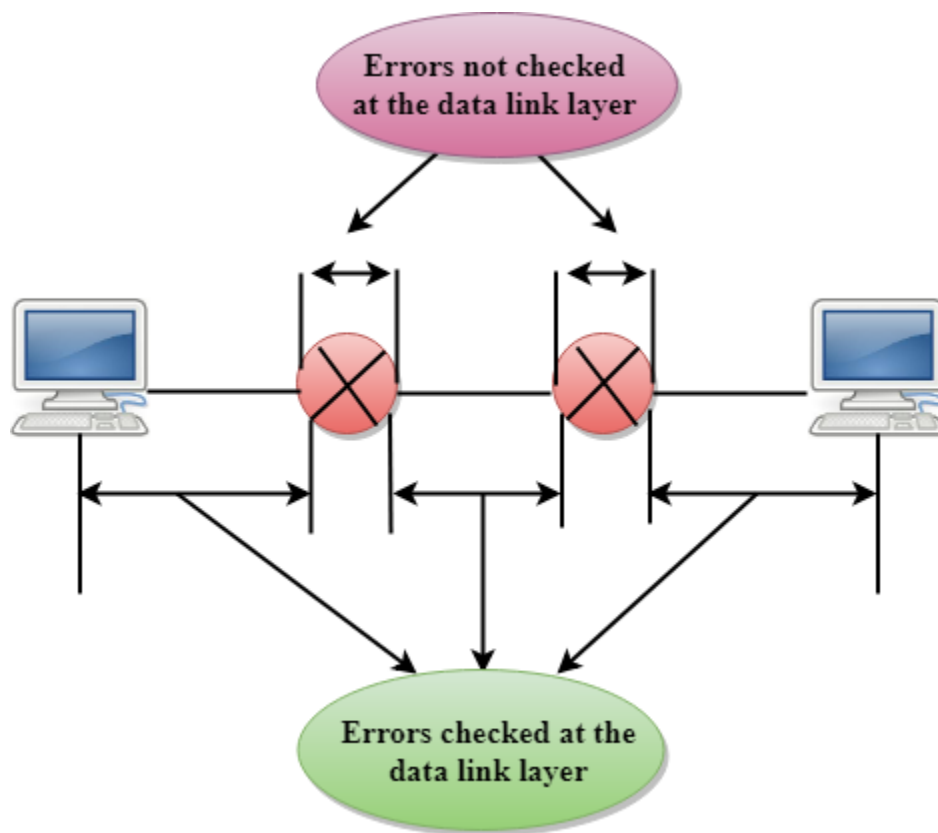 Errors not checked
at the data link layer
Errors checked at the
data link layer